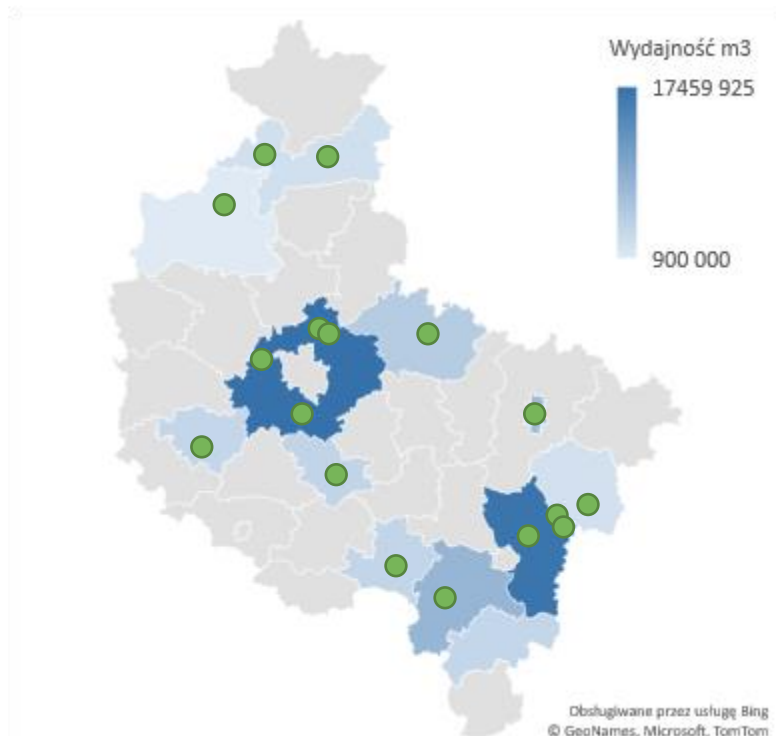 Wydajność m3
17459 925
900 000
Obsługiwane przez usługę Bing
© GeoNames, Microsoft, TomTom